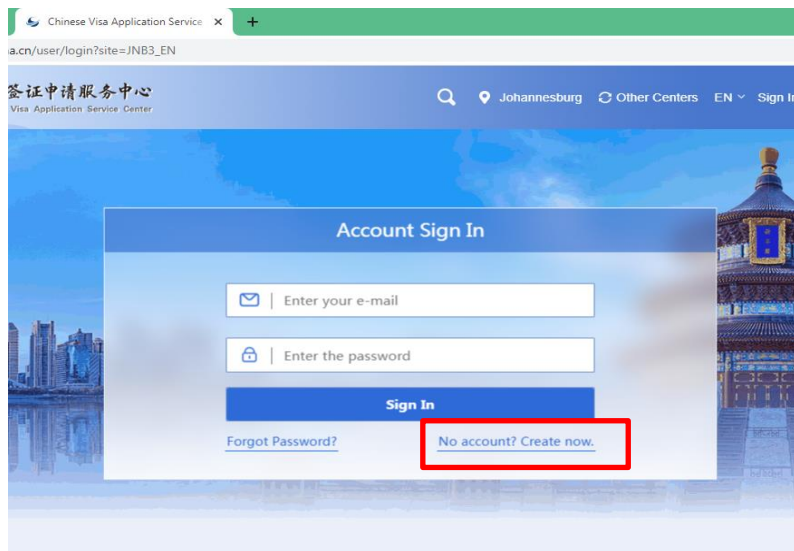 Chinese Visa Application Service
a.cn/user/login?site=JNB3_EN
签证申请服务中心
Visa Application Service Center
Johannesburg Other Centers EN Sign In
Account Sign In
Enter your e-mail
Enter the password
Sign In
Forgot Password? No account? Create now.